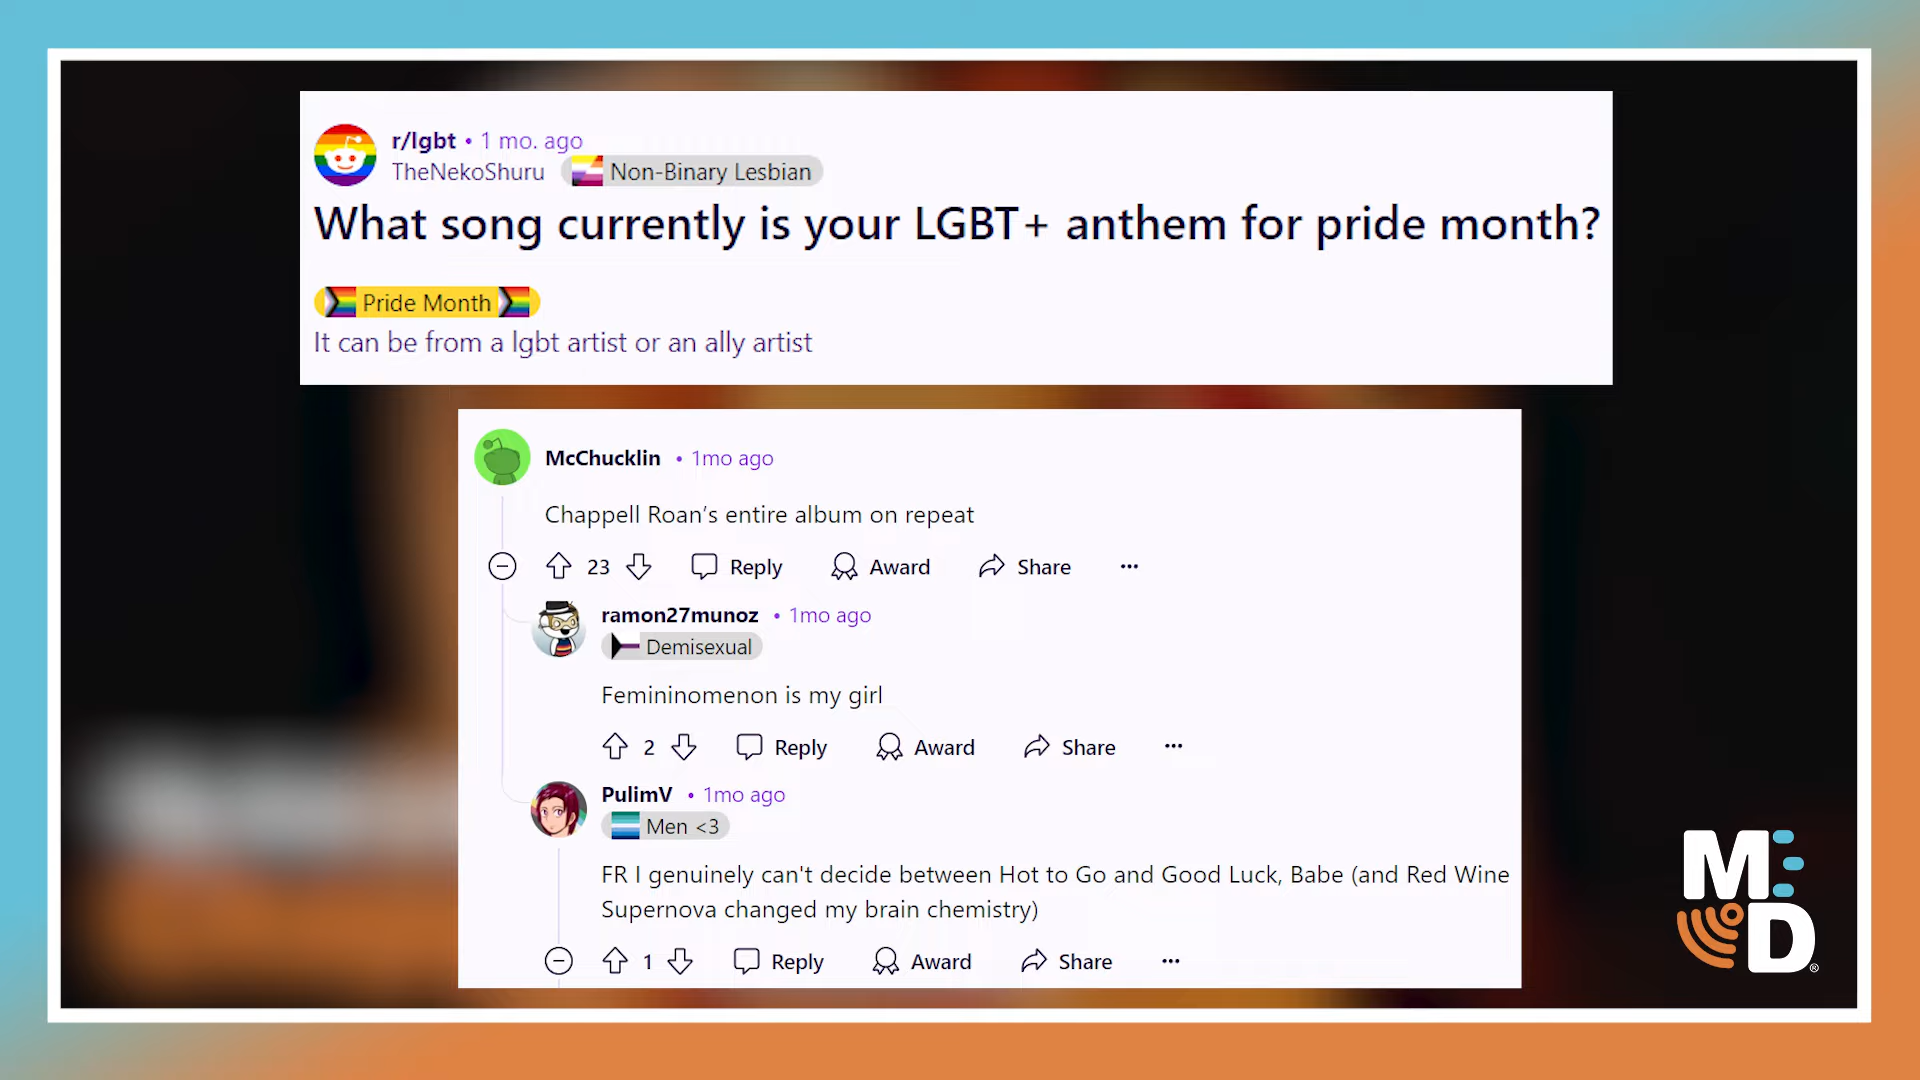 r/lgbt • 1 mo. ago
TheNekoShuru Non-Binary Lesbian
What song currently is your LGBT+ anthem for pride month?
Pride Month
It can be from a lgbt artist or an ally artist
McChucklin • 1mo ago
Chappell Roan’s entire album on repeat
23 Reply Award Share ...
ramon27munoz • 1mo ago
Demisexual
Femininomenon is my girl
2 Reply Award Share ...
PulimV • 1mo ago
Men <3
FR I genuinely can't decide between Hot to Go and Good Luck, Babe (and Red Wine
Supernova changed my brain chemistry)
1 Reply Award Share ...
M
D®